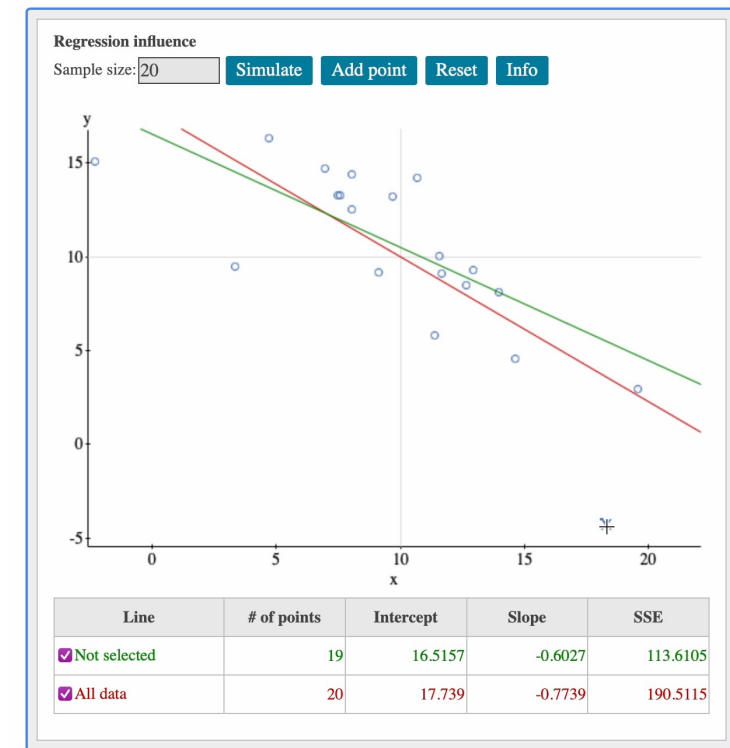 Regression influence
Sample size: 20 Simulate Add point Reset Info
y
15
10
5
0
-5
0 5 10 15 20
x
Line # of points Intercept Slope SSE
Not selected 19 16.5157 -0.6027 113.6105
All data 20 17.739 -0.7739 190.5115